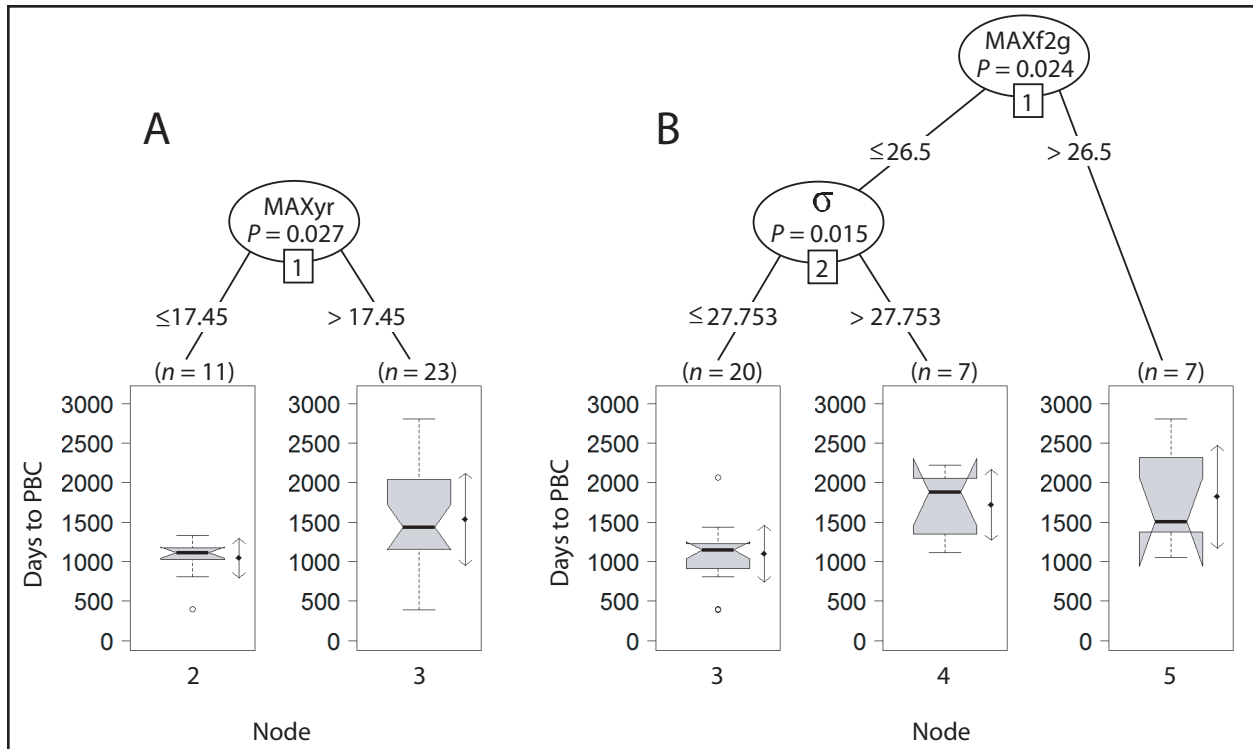 A
MAXyr
P = 0.027
1
≤17.45
> 17.45
(n = 11)
(n = 23)
Days to PBC
3000
2500
2000
1500
1000
500
0
2
3000
2500
2000
1500
1000
500
0
3
Node
B
MAXf2g
P = 0.024
1
≤26.5
> 26.5
σ
P = 0.015
2
≤ 27.753
> 27.753
(n = 20)
(n = 7)
(n = 7)
Days to PBC
3000
2500
2000
1500
1000
500
0
3
3000
2500
2000
1500
1000
500
0
4
3000
2500
2000
1500
1000
500
0
5
Node